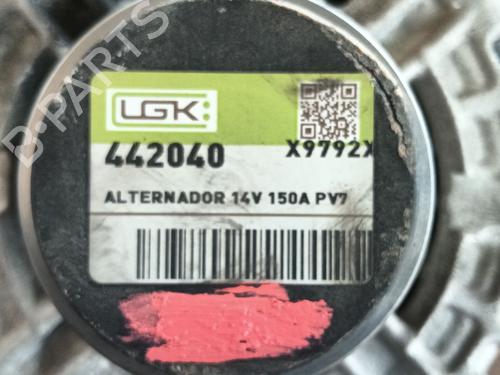 B-PARTS
LGK
442040
X9792X
ALTERNADOR 14V 150A PV7